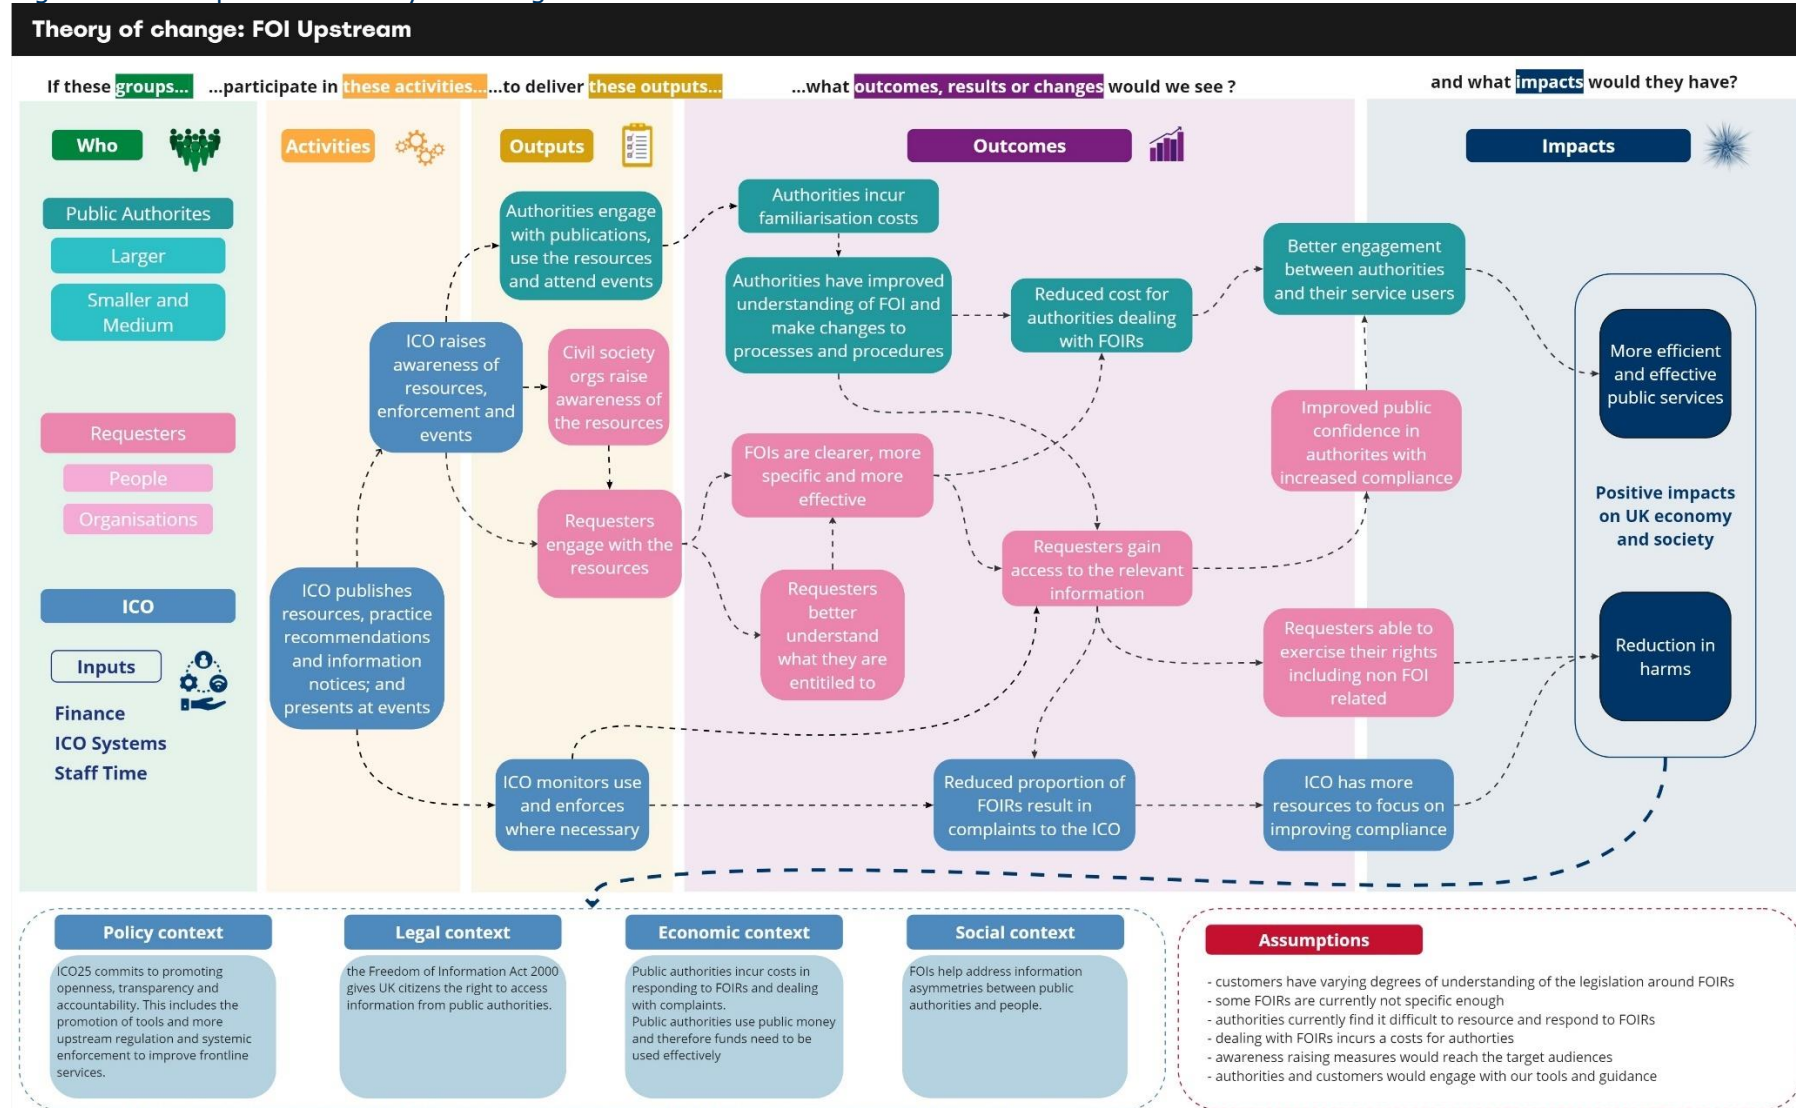 Theory of change: FOI Upstream
If these groups...
...participate in these activities...
...to deliver these outputs...
...what outcomes, results or changes would we see ?
and what impacts would they have?
Who
Activities
Outputs
Outcomes
Impacts
Public Authorites
Larger
Smaller and
Medium
Requesters
People
Organisations
ICO
Inputs
Finance
ICO Systems
Staff Time
ICO raises
awareness of
resources,
enforcement and
events
ICO publishes
resources, practice
recommendations
and information
notices; and
presents at events
Authorities engage
with publications,
use the resources
and attend events
Civil society
orgs raise
awareness of
the resources
Requesters
engage with the
resources
ICO monitors use
and enforces
where necessary
Authorities incur
familiarisation costs
Authorities have improved
understanding of FOI and
make changes to
processes and procedures
Reduced cost for
authorities dealing
with FOIRs
FOIs are clearer, more
specific and more
effective
Requesters
better
understand
what they are
entitiled to
Requesters gain
access to the relevant
information
Reduced proportion of
FOIRs result in
complaints to the ICO
Better engagement
between authorities
and their service users
Improved public
confidence in
authorites with
increased compliance
Requesters able to
exercise their rights
including non FOI
related
ICO has more
resources to focus on
improving compliance
More efficient
and effective
public services
Positive impacts
on UK economy
and society
Reduction in
harms
Policy context
ICO25 commits to promoting
openness, transparency and
accountability. This includes the
promotion of tools and more
upstream regulation and systemic
enforcement to improve frontline
services.
Legal context
the Freedom of Information Act 2000
gives UK citizens the right to access
information from public authorities.
Economic context
Public authorities incur costs in
responding to FOIRs and dealing
with complaints.
Public authorities use public money
and therefore funds need to be
used effectively
Social context
FOIs help address information
asymmetries between public
authorities and people.
Assumptions
- customers have varying degrees of understanding of the legislation around FOIRs
- some FOIRs are currently not specific enough
- authorities currently find it difficult to resource and respond to FOIRs
- dealing with FOIRs incurs a costs for authorties
- awareness raising measures would reach the target audiences
- authorities and customers would engage with our tools and guidance